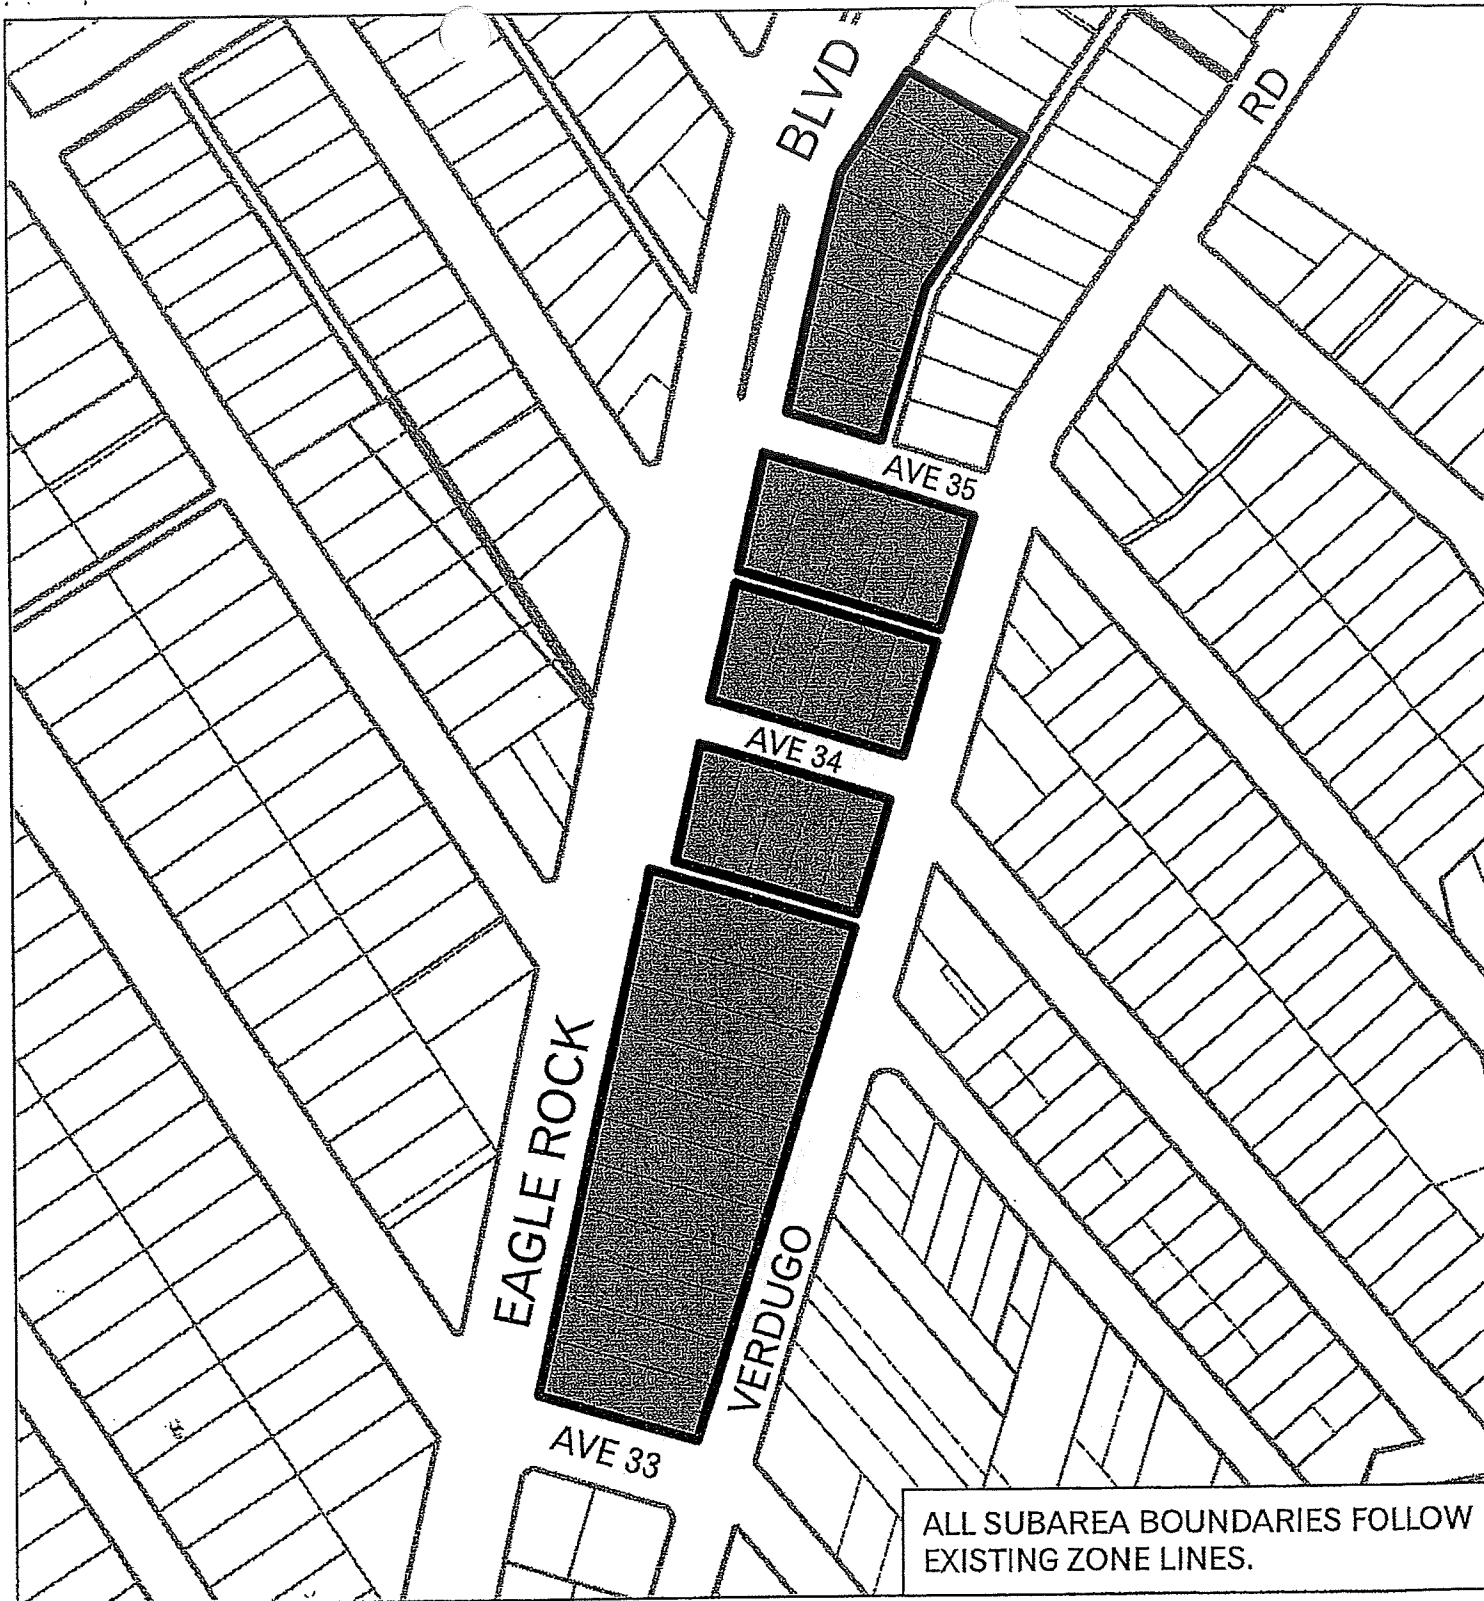 BLVD
RD
AVE 35
AVE 34
EAGLE ROCK
VERDUGO
AVE 33
ALL SUBAREA BOUNDARIES FOLLOW
EXISTING ZONE LINES.